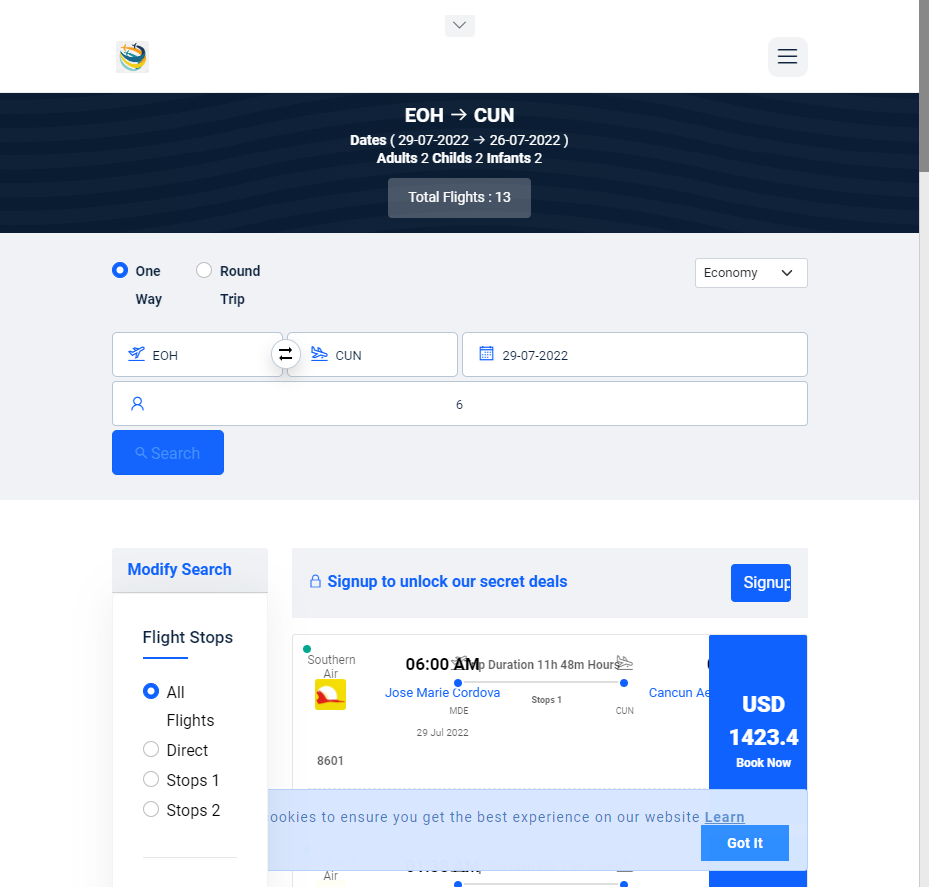 EOH → CUN
Dates ( 29-07-2022 → 26-07-2022 )
Adults 2 Childs 2 Infants 2
Total Flights : 13
One Way
Round Trip
Economy
EOH
CUN
29-07-2022
6
Search
Modify Search
Flight Stops
All Flights
Direct
Stops 1
Stops 2
Signup to unlock our secret deals
Signup
Southern Air
06:00 AM
Duration 11h 48m Hours
Jose Marie Cordova
Stops 1
Cancun Ae
MDE
CUN
29 Jul 2022
8601
USD
1423.4
Book Now
ookies to ensure you get the best experience on our website Learn
Got It
Air